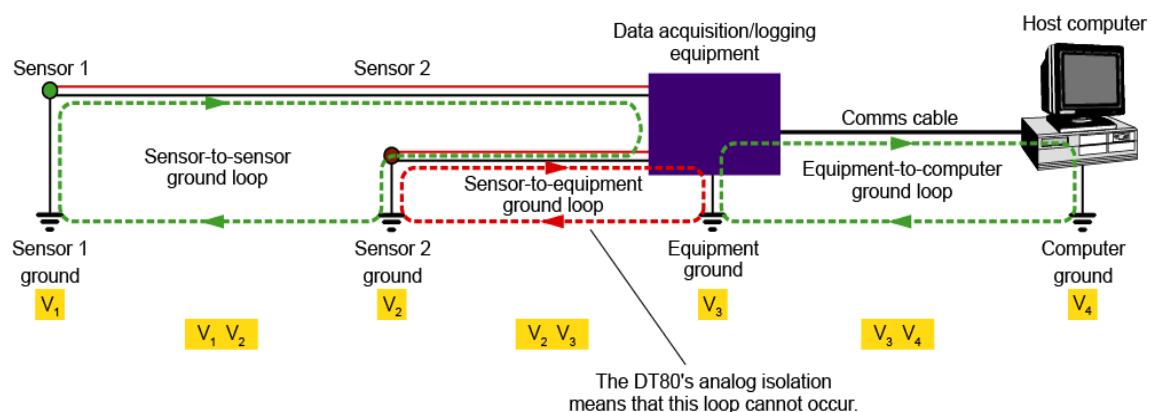 Host computer
Data acquisition/logging
equipment
Sensor 1
Sensor 2
Comms cable
Sensor-to-sensor
ground loop
Sensor-to-equipment
ground loop
Equipment-to-computer
ground loop
Sensor 1
ground
Sensor 2
ground
Equipment
ground
Computer
ground
V1
V2
V3
V4
V1 V2
V2 V3
V3 V4
The DT80's analog isolation
means that this loop cannot occur.